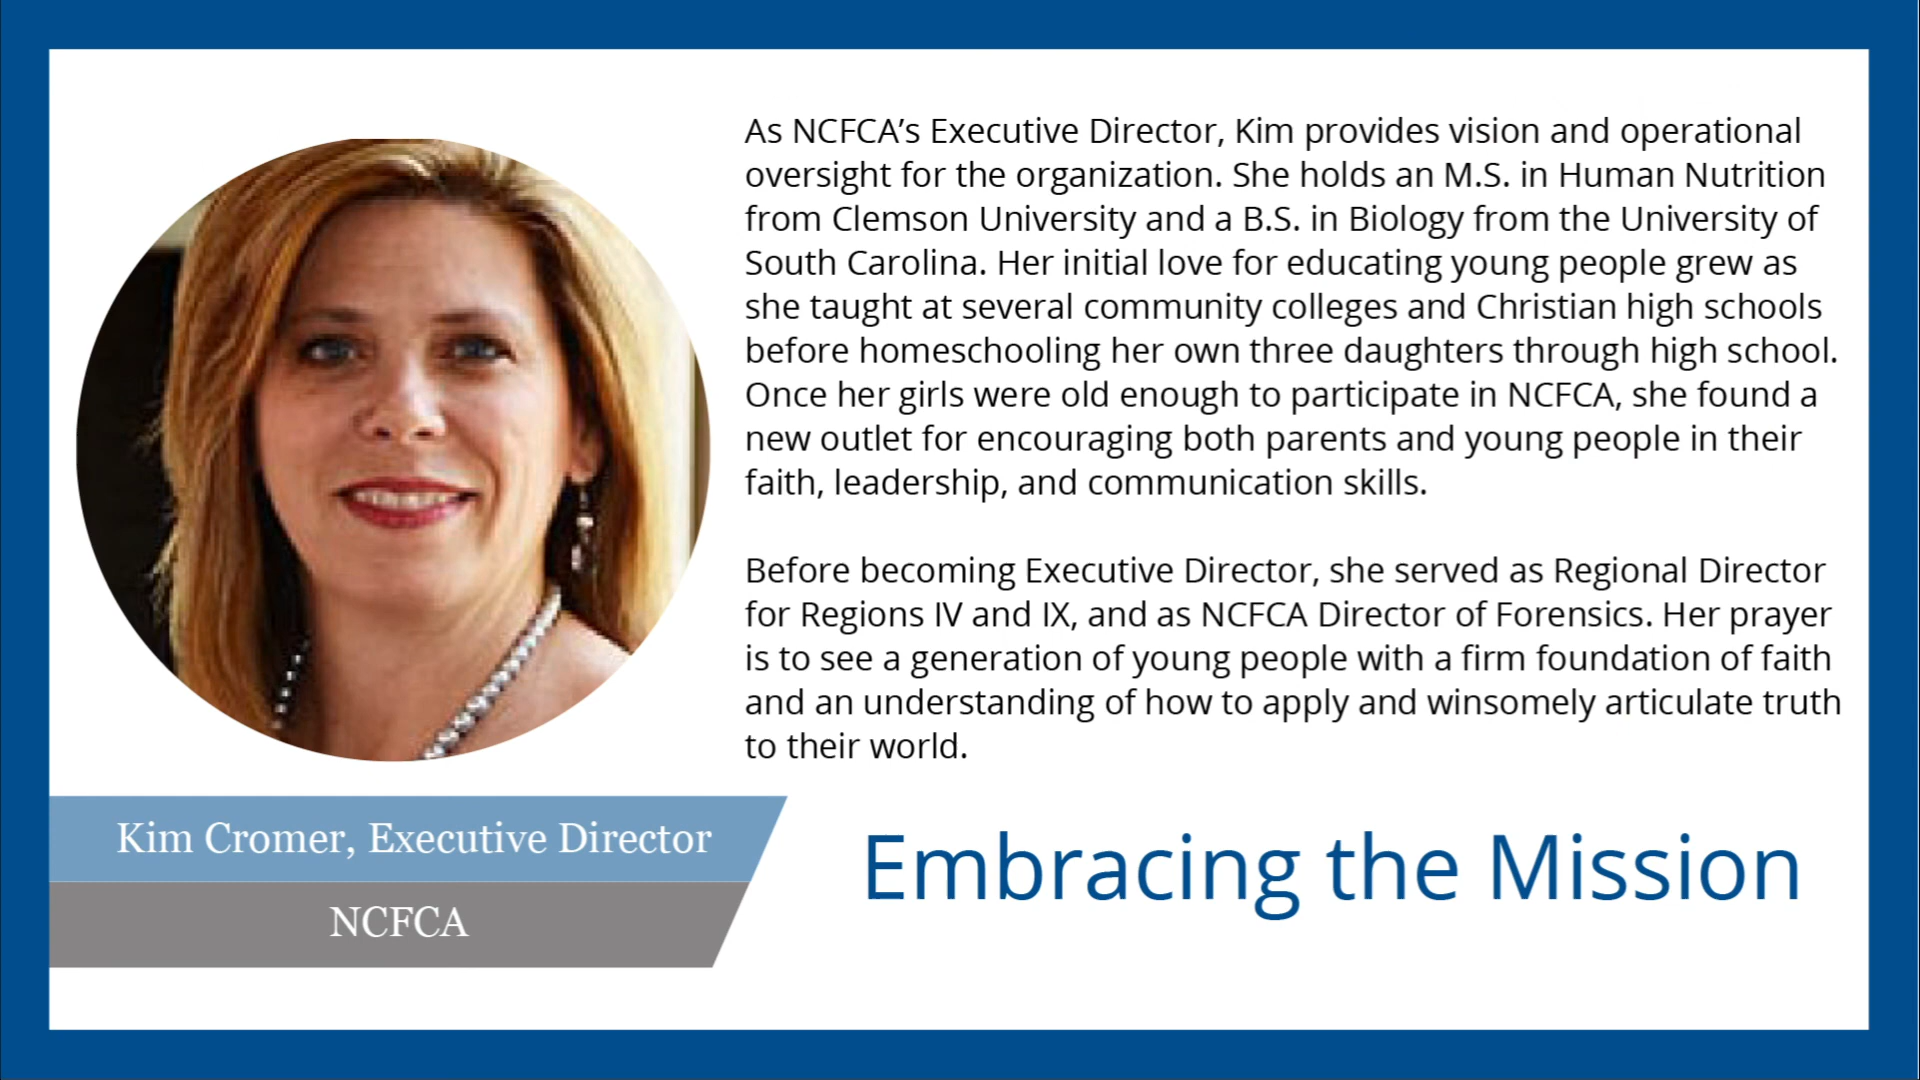 As NCFCA’s Executive Director, Kim provides vision and operational
oversight for the organization. She holds an M.S. in Human Nutrition
from Clemson University and a B.S. in Biology from the University of
South Carolina. Her initial love for educating young people grew as
she taught at several community colleges and Christian high schools
before homeschooling her own three daughters through high school.
Once her girls were old enough to participate in NCFCA, she found a
new outlet for encouraging both parents and young people in their
faith, leadership, and communication skills.
Before becoming Executive Director, she served as Regional Director
for Regions IV and IX, and as NCFCA Director of Forensics. Her prayer
is to see a generation of young people with a firm foundation of faith
and an understanding of how to apply and winsomely articulate truth
to their world.
Kim Cromer, Executive Director
NCFCA
Embracing the Mission